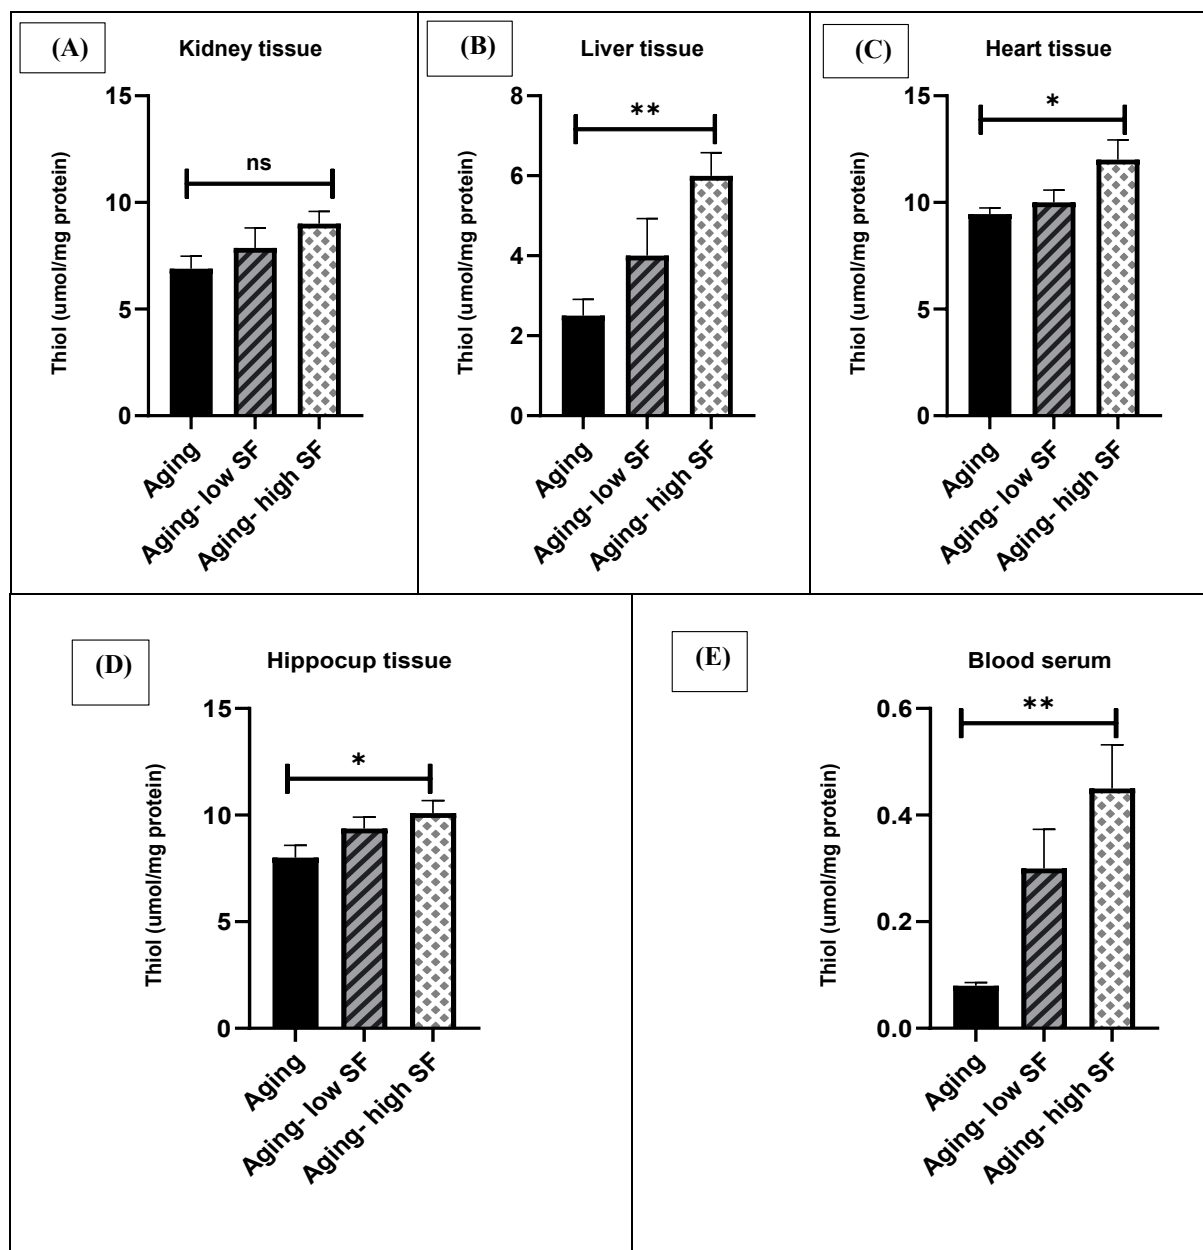 (A)
Kidney tissue
Thiol (umol/mg protein)
15
10
5
0
ns
Aging
Aging- low SF
Aging- high SF
(B)
Liver tissue
Thiol (umol/mg protein)
8
6
4
2
0
**
Aging
Aging- low SF
Aging- high SF
(C)
Heart tissue
Thiol (umol/mg protein)
15
10
5
0
*
Aging
Aging- low SF
Aging- high SF
(D)
Hippocup tissue
Thiol (umol/mg protein)
15
10
5
0
*
Aging
Aging- low SF
Aging- high SF
(E)
Blood serum
Thiol (umol/mg protein)
0.6
0.4
0.2
0.0
**
Aging
Aging- low SF
Aging- high SF